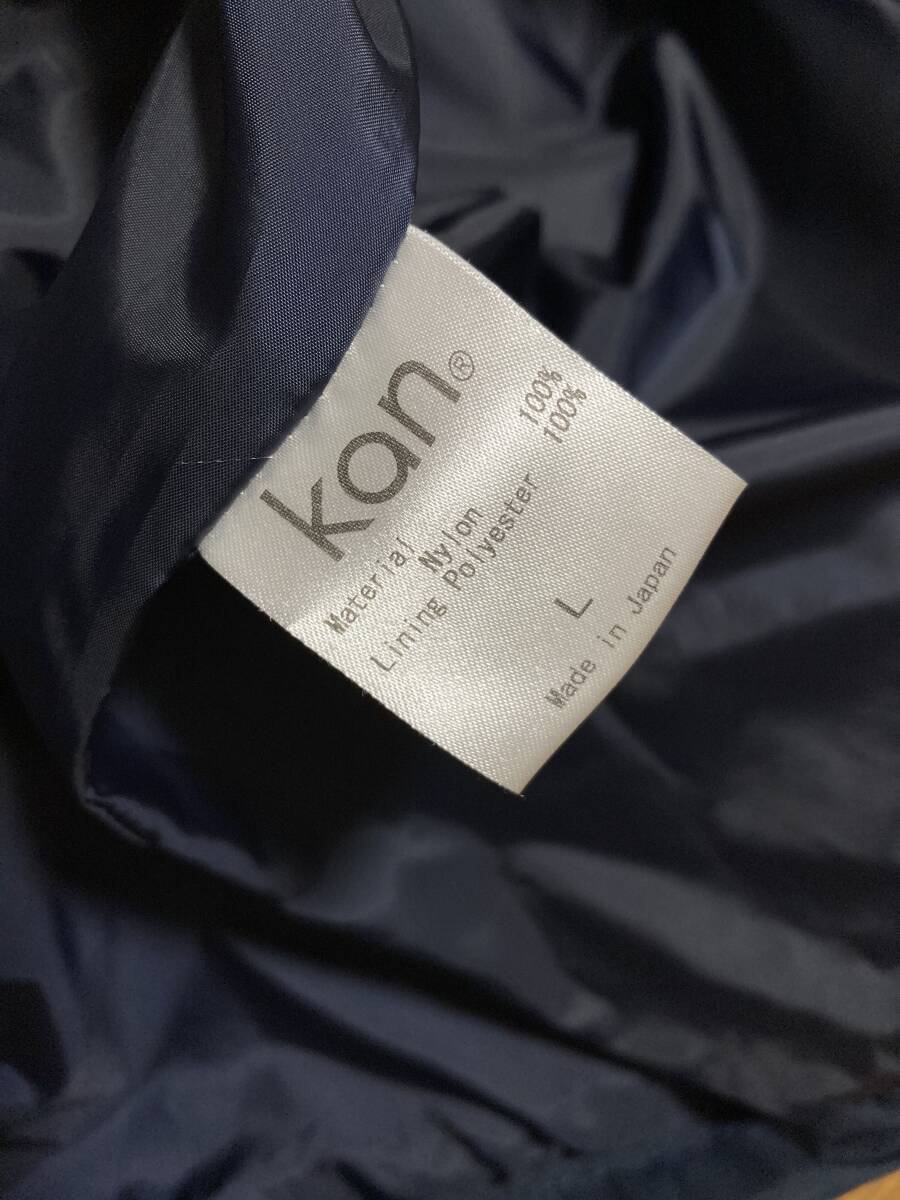 kan®
Material
Nylon 100%
Lining Polyester 100%
L
Made in Japan